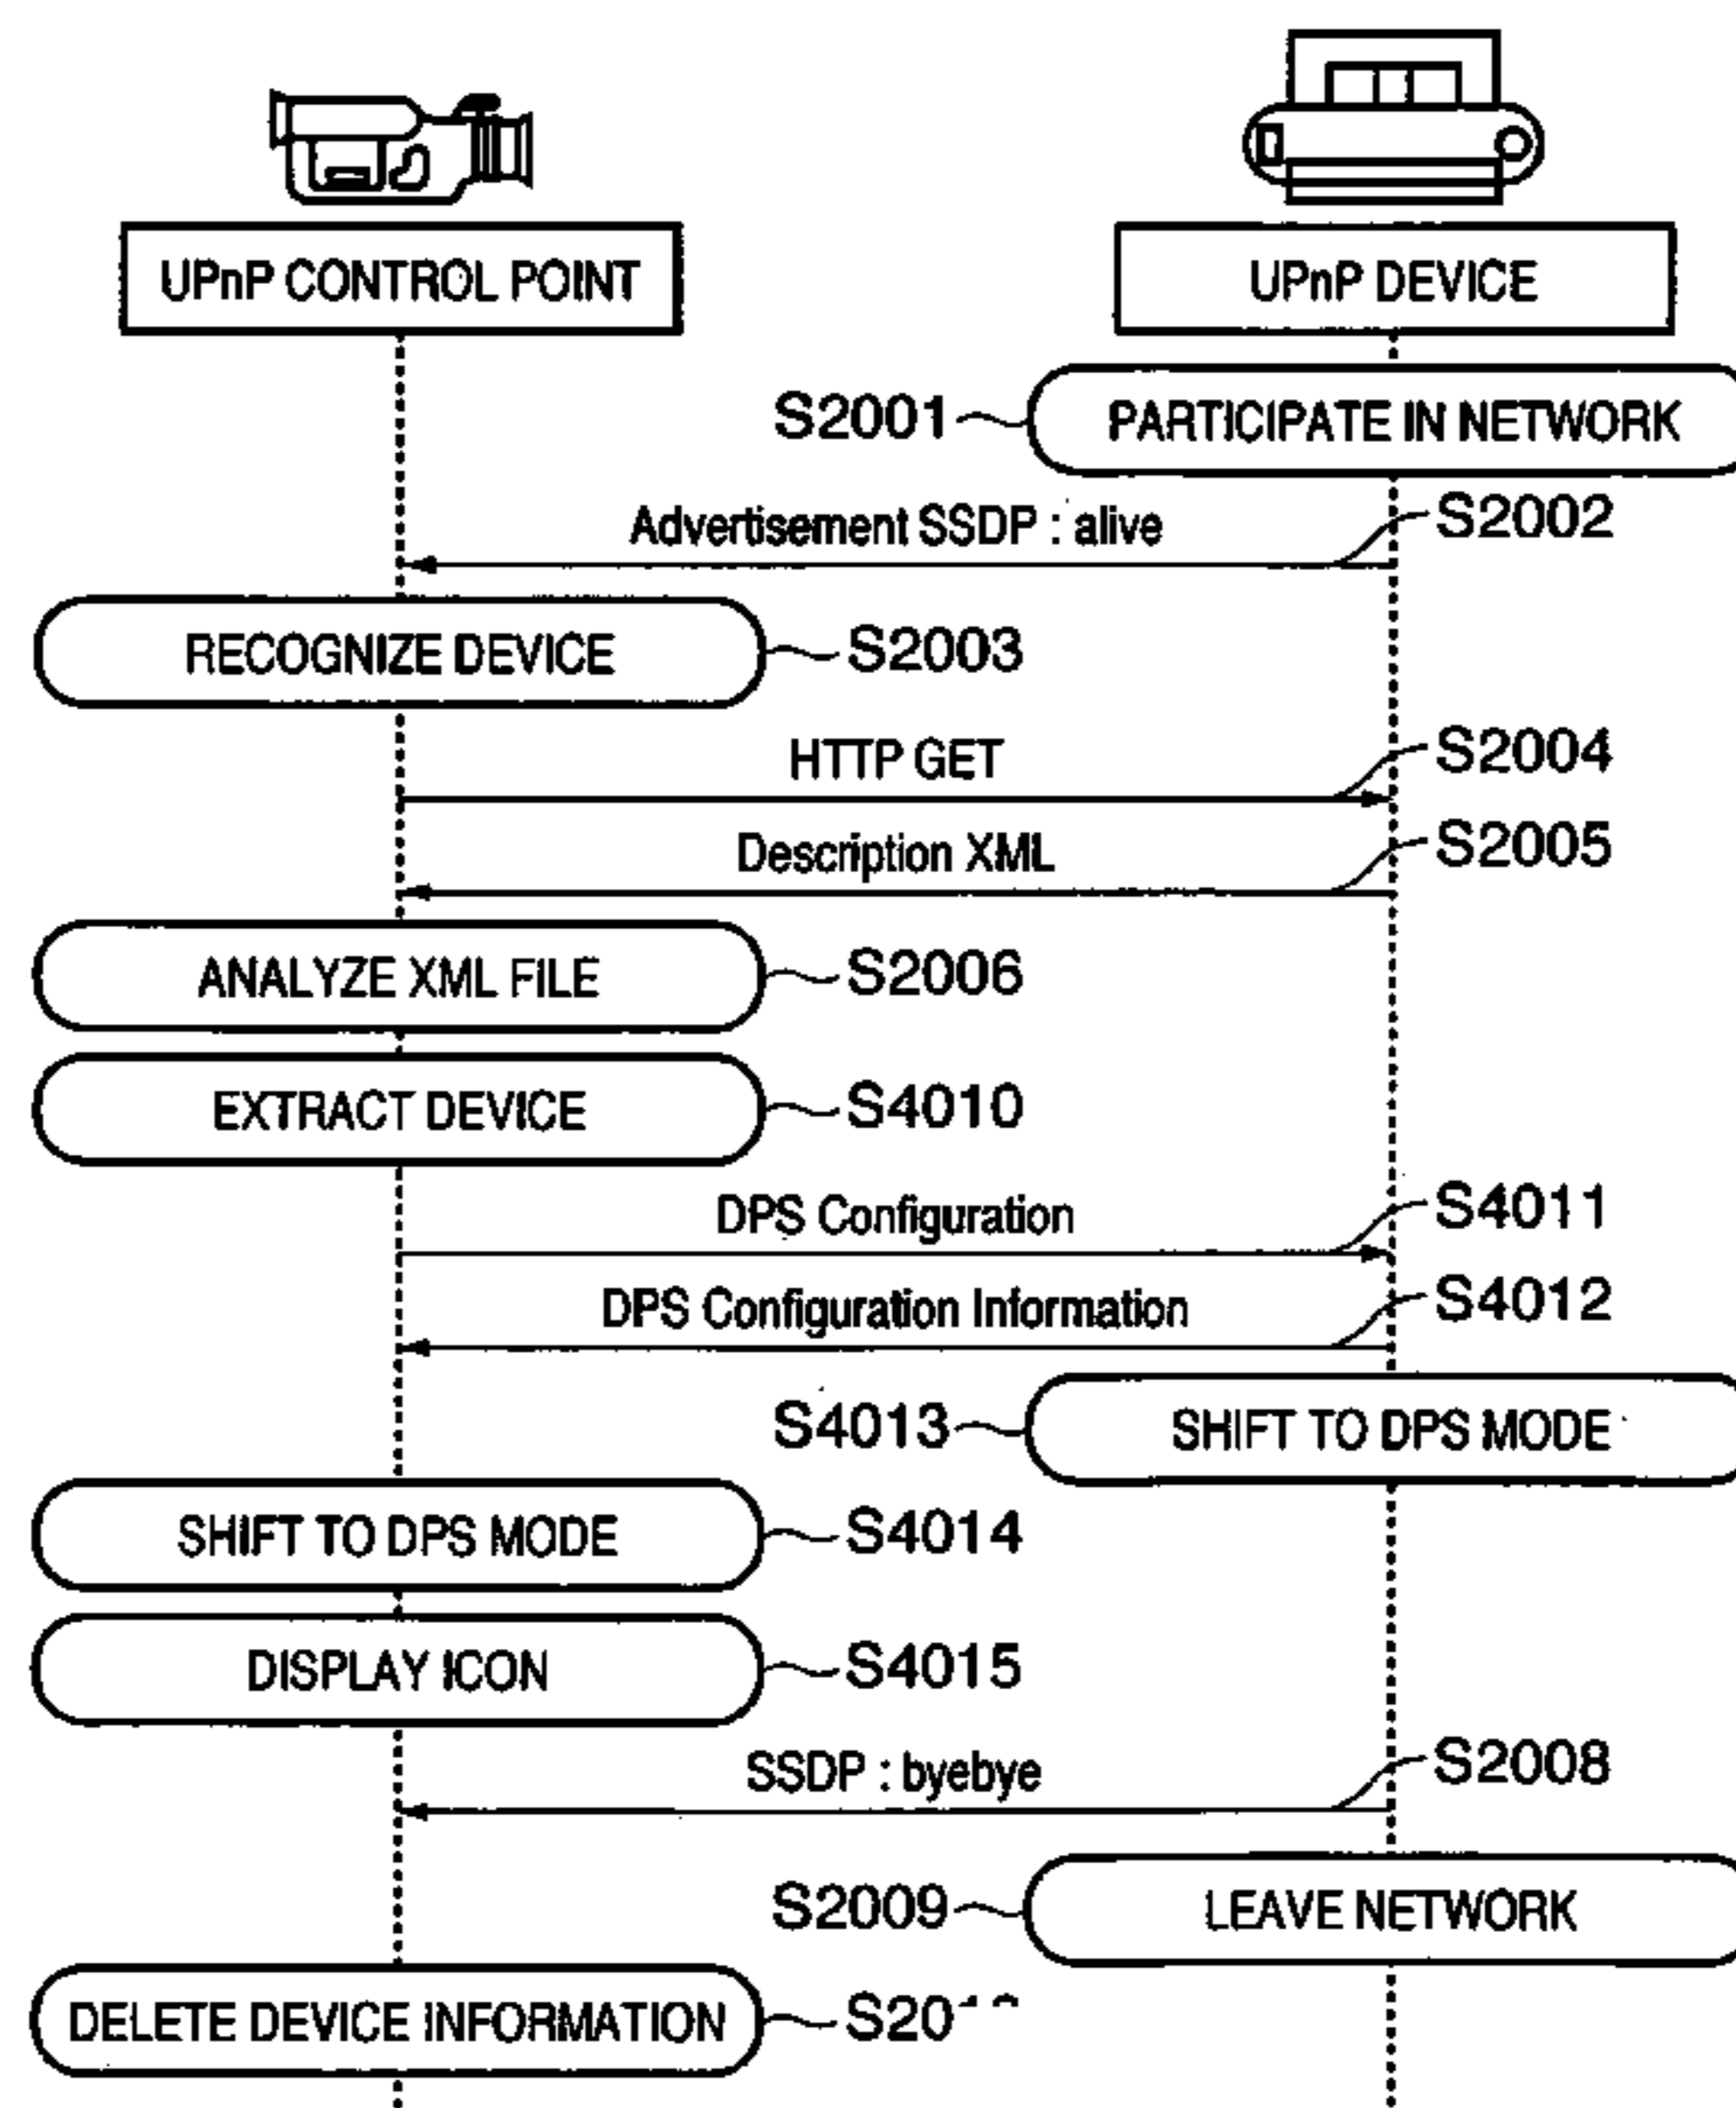 UPnP CONTROL POINT
UPnP DEVICE
S2001
PARTICIPATE IN NETWORK
Advertisement SSDP : alive
S2002
RECOGNIZE DEVICE
S2003
HTTP GET
S2004
Description XML
S2005
ANALYZE XML FILE
S2006
EXTRACT DEVICE
S4010
DPS Configuration
S4011
DPS Configuration Information
S4012
S4013
SHIFT TO DPS MODE
SHIFT TO DPS MODE
S4014
DISPLAY ICON
S4015
SSDP : byebye
S2008
S2009
LEAVE NETWORK
DELETE DEVICE INFORMATION